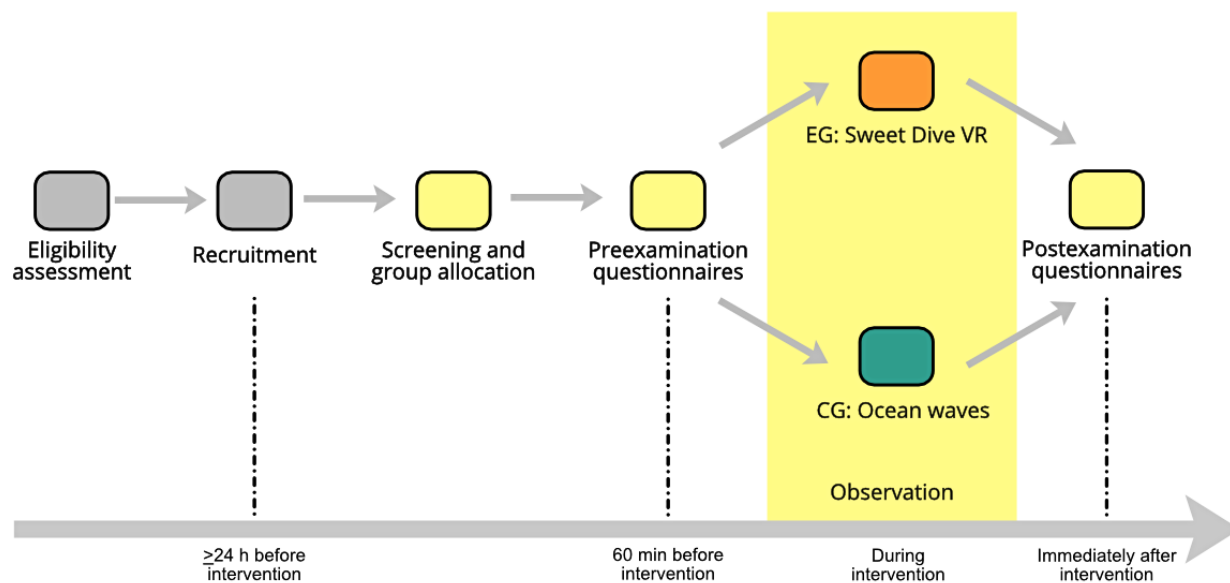 EG: Sweet Dive VR
Eligibility
assessment
Recruitment
Screening and
group allocation
Preexamination
questionnaires
Postexamination
questionnaires
CG: Ocean waves
Observation
≥24 h before
intervention
60 min before
intervention
During
intervention
Immediately after
intervention